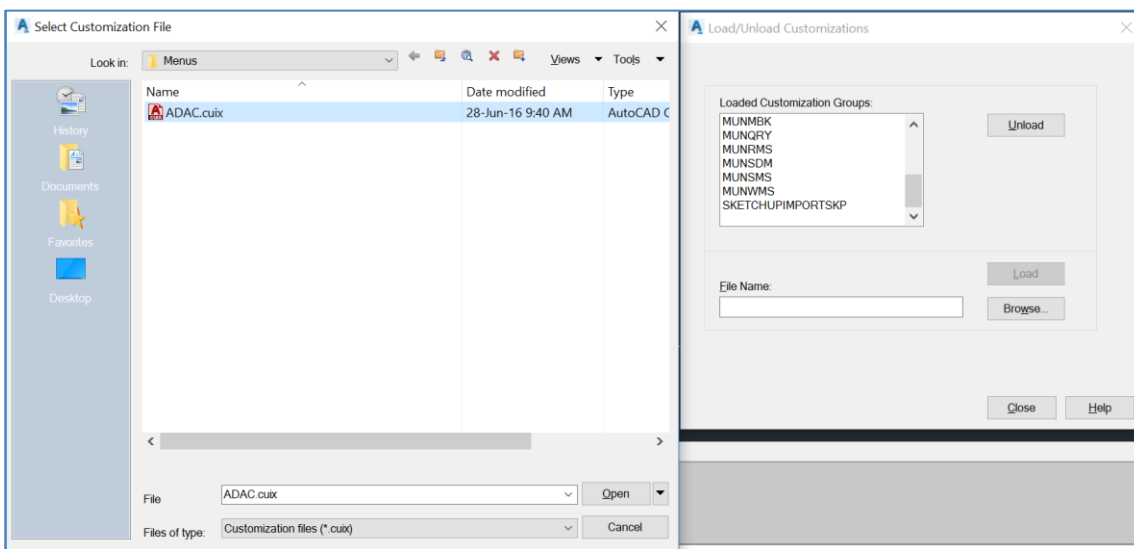 Select Customization File
Look in: Menus Views Tools
Name Date modified Type
ADAC.cuix 28-Jun-16 9:40 AM AutoCAD C
History
Documents
Favorites
Desktop
File ADAC.cuix Open
Files of type: Customization files (*.cuix) Cancel
Load/Unload Customizations
Loaded Customization Groups:
MUNMBK
MUNQRY
MUNRMS
MUNSDM
MUNSMS
MUNWMS
SKETCHUPIMPORTSKP
Unload
Load
File Name:
Browse...
Close Help